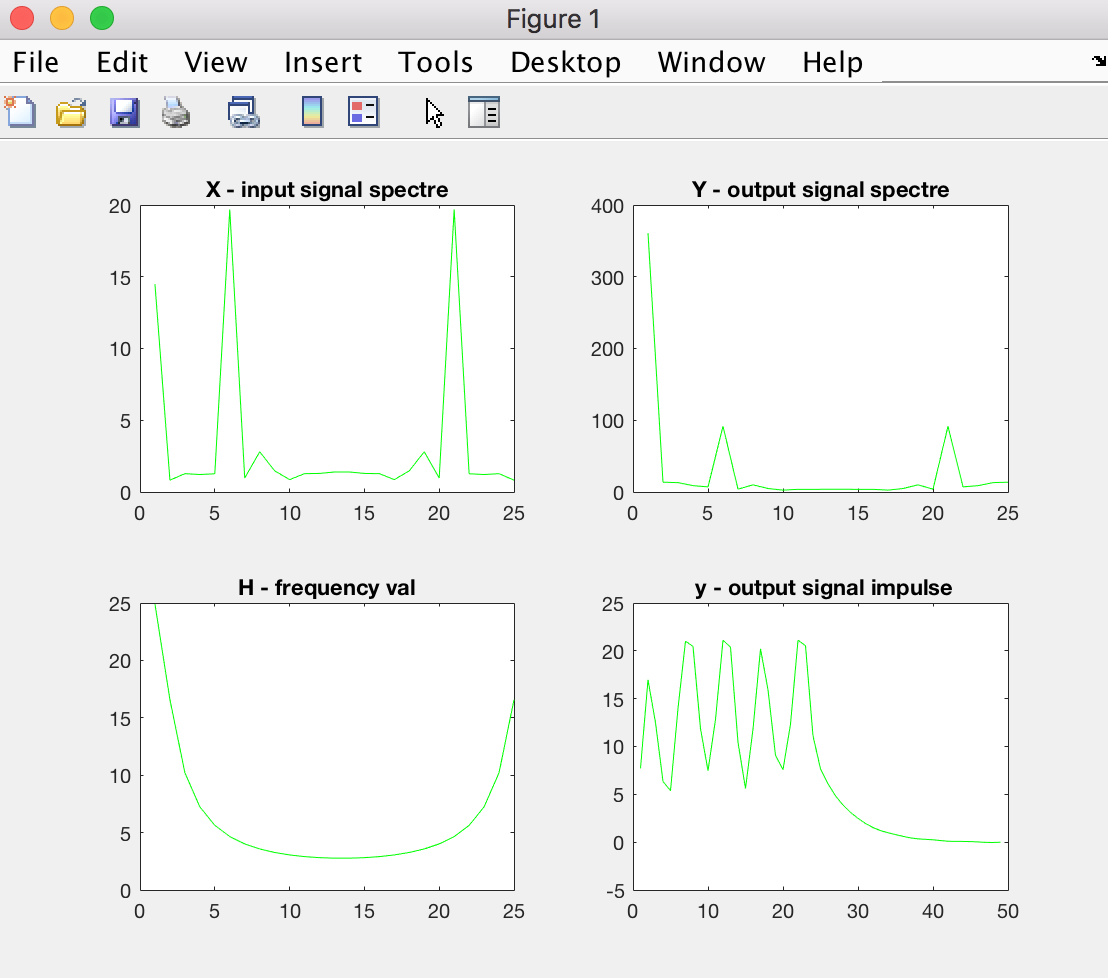 Figure 1
File Edit View Insert Tools Desktop Window Help
X - input signal spectre
20
15
10
5
0
0 5 10 15 20 25
Y - output signal spectre
400
300
200
100
0
0 5 10 15 20 25
H - frequency val
25
20
15
10
5
0
0 5 10 15 20 25
y - output signal impulse
25
20
15
10
5
0
-5
0 10 20 30 40 50